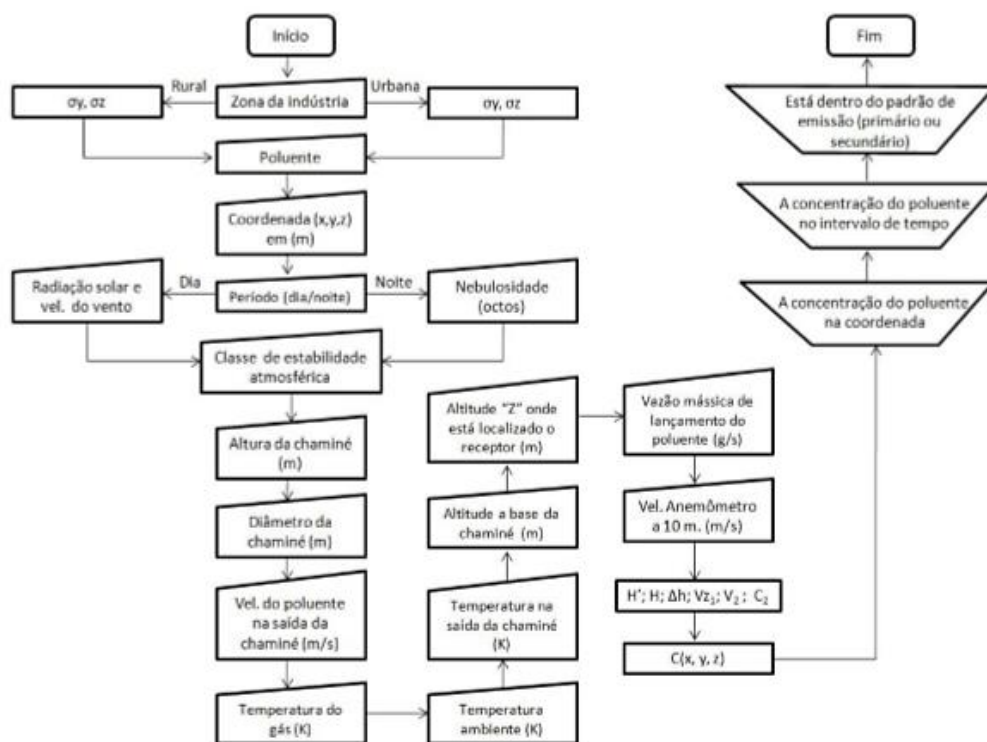 Início
Rural
Zona da indústria
Urbana
σy, σz
σy, σz
Poluente
Coordenada (x,y,z)
em (m)
Radiação solar e
vel. do vento
Dia
Período (dia/noite)
Noite
Nebulosidade
(octos)
Classe de estabilidade
atmosférica
Altura da chaminé
(m)
Diâmetro da
chaminé (m)
Vel. do poluente
na saída da
chaminé (m/s)
Temperatura do
gás (K)
Temperatura
ambiente (K)
Temperatura na
saída da chaminé
(K)
Altitude a base da
chaminé (m)
Altitude "Z" onde
está localizado o
receptor (m)
Vazão mássica de
lançamento do
poluente (g/s)
Vel. Anemômetro
a 10 m. (m/s)
H'; H; Δh; Vz₁; V₂ ; C₂
C(x, y, z)
A concentração do poluente
na coordenada
A concentração do poluente
no intervalo de tempo
Está dentro do padrão de
emissão (primário ou
secundário)
Fim